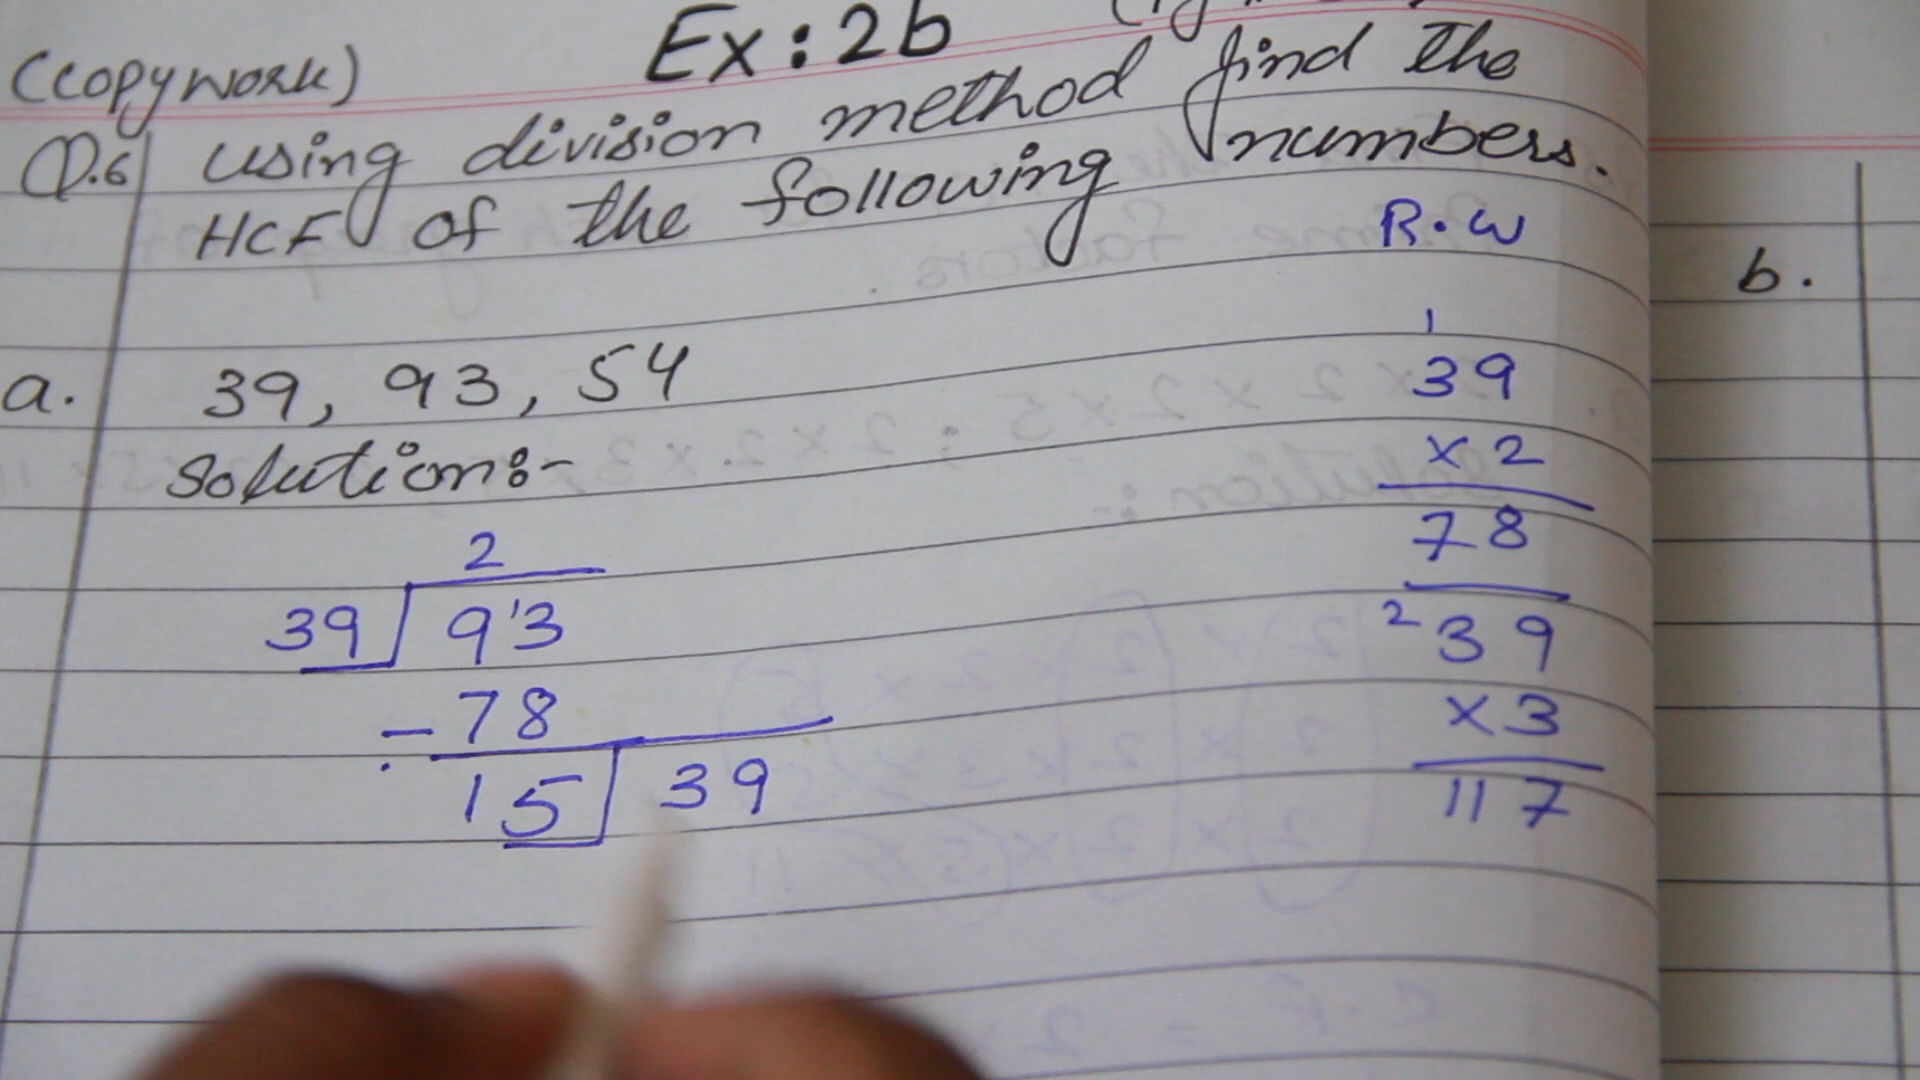 Ex:2b
(copywork)
Q.6 using division method find the
HCF of the following numbers.
R.W
b.
a. 39, 93, 54
Solution:-
2
39 93
1
- 78
15 39
1
39
x 2
78
2 39
x 3
117